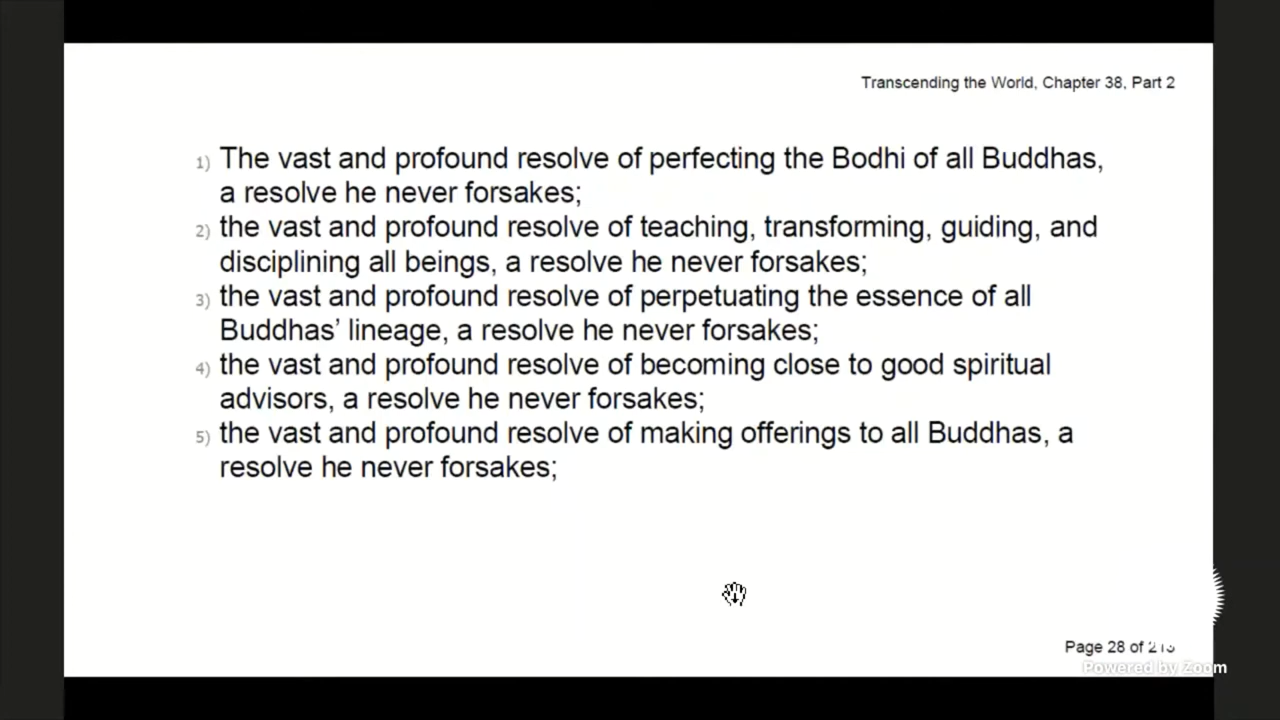 Transcending the World, Chapter 38, Part 2
1) The vast and profound resolve of perfecting the Bodhi of all Buddhas,
a resolve he never forsakes;
2) the vast and profound resolve of teaching, transforming, guiding, and
disciplining all beings, a resolve he never forsakes;
3) the vast and profound resolve of perpetuating the essence of all
Buddhas’ lineage, a resolve he never forsakes;
4) the vast and profound resolve of becoming close to good spiritual
advisors, a resolve he never forsakes;
5) the vast and profound resolve of making offerings to all Buddhas, a
resolve he never forsakes;
Page 28 of
Powered by Zoom